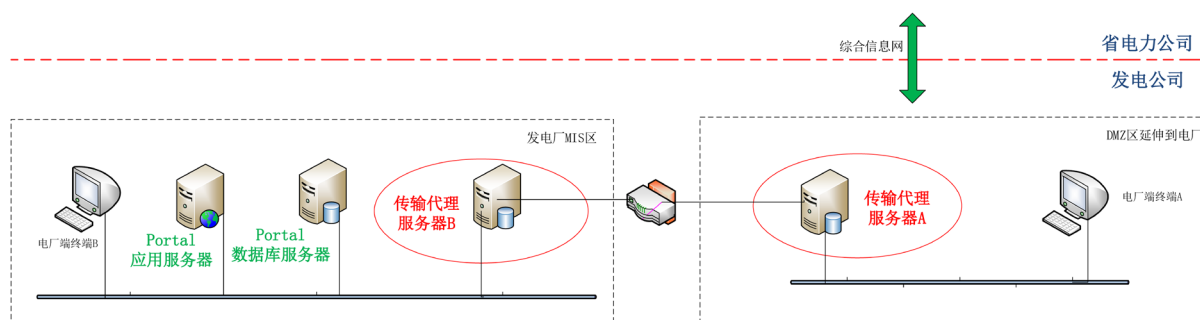 综合信息网
省电力公司
发电公司
发电厂MIS区
DMZ区延伸到电厂
传输代理
服务器B
传输代理
服务器A
电厂端终端A
电厂端终端B
Portal
应用服务器
Portal
数据库服务器